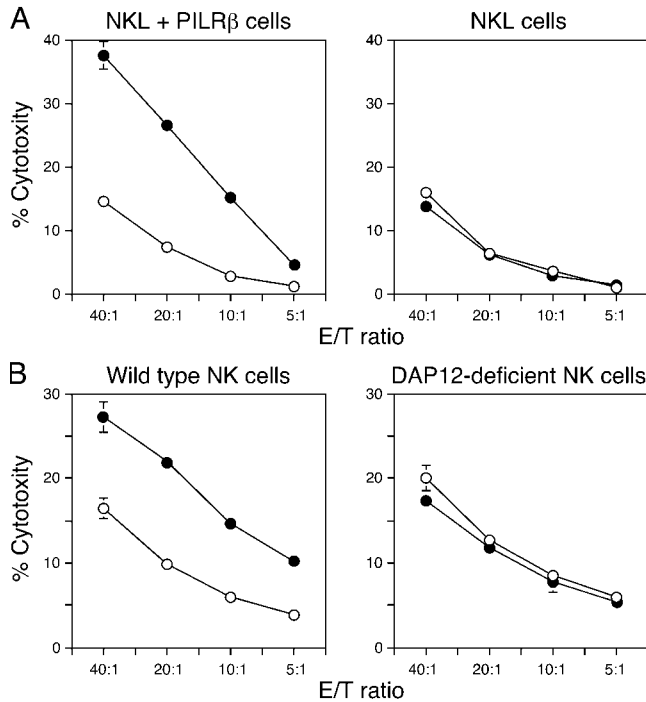 A
NKL + PILRβ cells
NKL cells
% Cytotoxity
40
30
20
10
0
40
30
20
10
0
40:1 20:1 10:1 5:1
40:1 20:1 10:1 5:1
E/T ratio
B
Wild type NK cells
DAP12-deficient NK cells
% Cytotoxity
30
20
10
0
30
20
10
0
40:1 20:1 10:1 5:1
40:1 20:1 10:1 5:1
E/T ratio